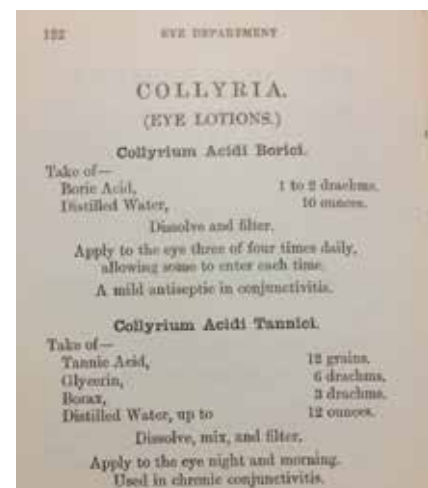 122 EYE DEPARTMENT
COLLYRIA.
(EYE LOTIONS.)
Collyrium Acidi Borici.
Take of—
Boric Acid, 1 to 2 drachms.
Distilled Water, 10 ounces.
Dissolve and filter.
Apply to the eye three of four times daily,
allowing some to enter each time.
A mild antiseptic in conjunctivitis.
Collyrium Acidi Tannici.
Take of—
Tannic Acid, 12 grains.
Glycerin, 6 drachms.
Borax, 3 drachms.
Distilled Water, up to 12 ounces.
Dissolve, mix, and filter.
Apply to the eye night and morning.
Used in chronic conjunctivitis.